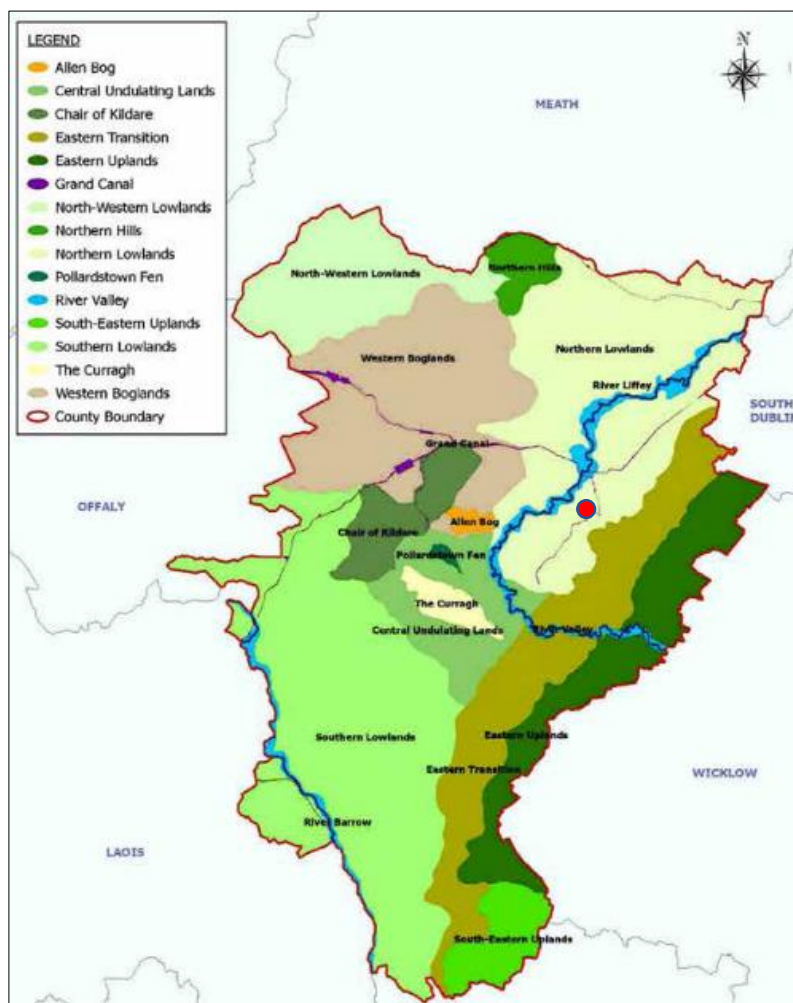 LEGEND
Allen Bog
Central Undulating Lands
Chair of Kildare
Eastern Transition
Eastern Uplands
Grand Canal
North-Western Lowlands
Northern Hills
Northern Lowlands
Pollardstown Fen
River Valley
South-Eastern Uplands
Southern Lowlands
The Curragh
Western Boglands
County Boundary
N
MEATH
Northern Hills
North-Western Lowlands
Northern Lowlands
Western Boglands
River Liffey
SOUTH
DUBLIN
Grand Canal
OFFALY
Allen Bog
Chair of Kildare
Pollardstown Fen
The Curragh
Central Undulating Lands
River Valley
Southern Lowlands
Eastern Uplands
Eastern Transition
WICKLOW
River Barrow
LAOIS
South-Eastern Uplands